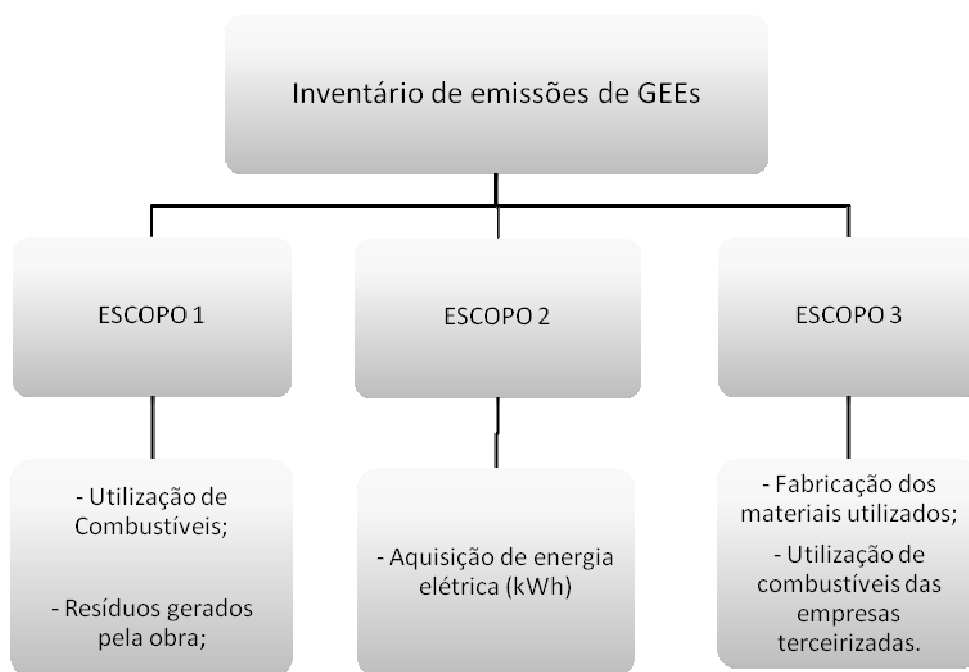 Inventário de emissões de GEEs
ESCOPO 1
ESCOPO 2
ESCOPO 3
- Utilização de
Combustíveis;
- Resíduos gerados
pela obra;
- Aquisição de energia
elétrica (kWh)
- Fabricação dos
materiais utilizados;
- Utilização de
combustíveis das
empresas
terceirizadas.